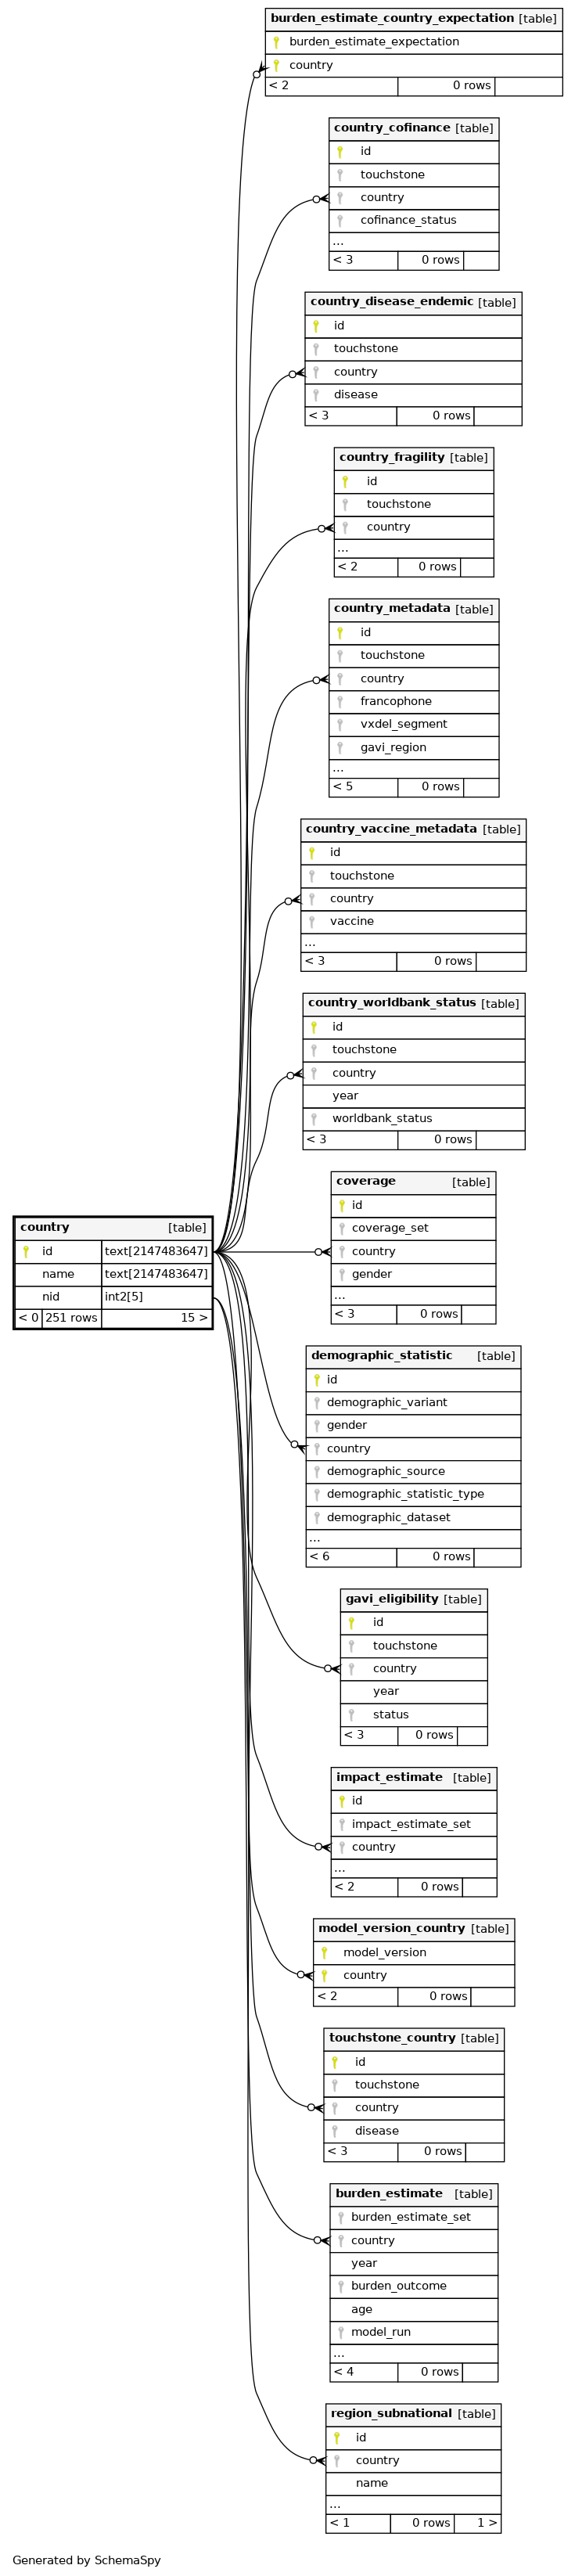 burden_estimate_country_expectation [table]
burden_estimate_expectation
country
< 2 0 rows
country_cofinance [table]
id
touchstone
country
cofinance_status
...
< 3 0 rows
country_disease_endemic [table]
id
touchstone
country
disease
< 3 0 rows
country_fragility [table]
id
touchstone
country
...
< 2 0 rows
country_metadata [table]
id
touchstone
country
francophone
vxdel_segment
gavi_region
...
< 5 0 rows
country_vaccine_metadata [table]
id
touchstone
country
vaccine
...
< 3 0 rows
country_worldbank_status [table]
id
touchstone
country
year
worldbank_status
< 3 0 rows
coverage [table]
id
coverage_set
country
gender
...
< 3 0 rows
country [table]
id text[2147483647]
name text[2147483647]
nid int2[5]
< 0 251 rows 15 >
demographic_statistic [table]
id
demographic_variant
gender
country
demographic_source
demographic_statistic_type
demographic_dataset
...
< 6 0 rows
gavi_eligibility [table]
id
touchstone
country
year
status
< 3 0 rows
impact_estimate [table]
id
impact_estimate_set
country
...
< 2 0 rows
model_version_country [table]
model_version
country
< 2 0 rows
touchstone_country [table]
id
touchstone
country
disease
< 3 0 rows
burden_estimate [table]
burden_estimate_set
country
year
burden_outcome
age
model_run
...
< 4 0 rows
region_subnational [table]
id
country
name
...
< 1 0 rows 1 >
Generated by SchemaSpy